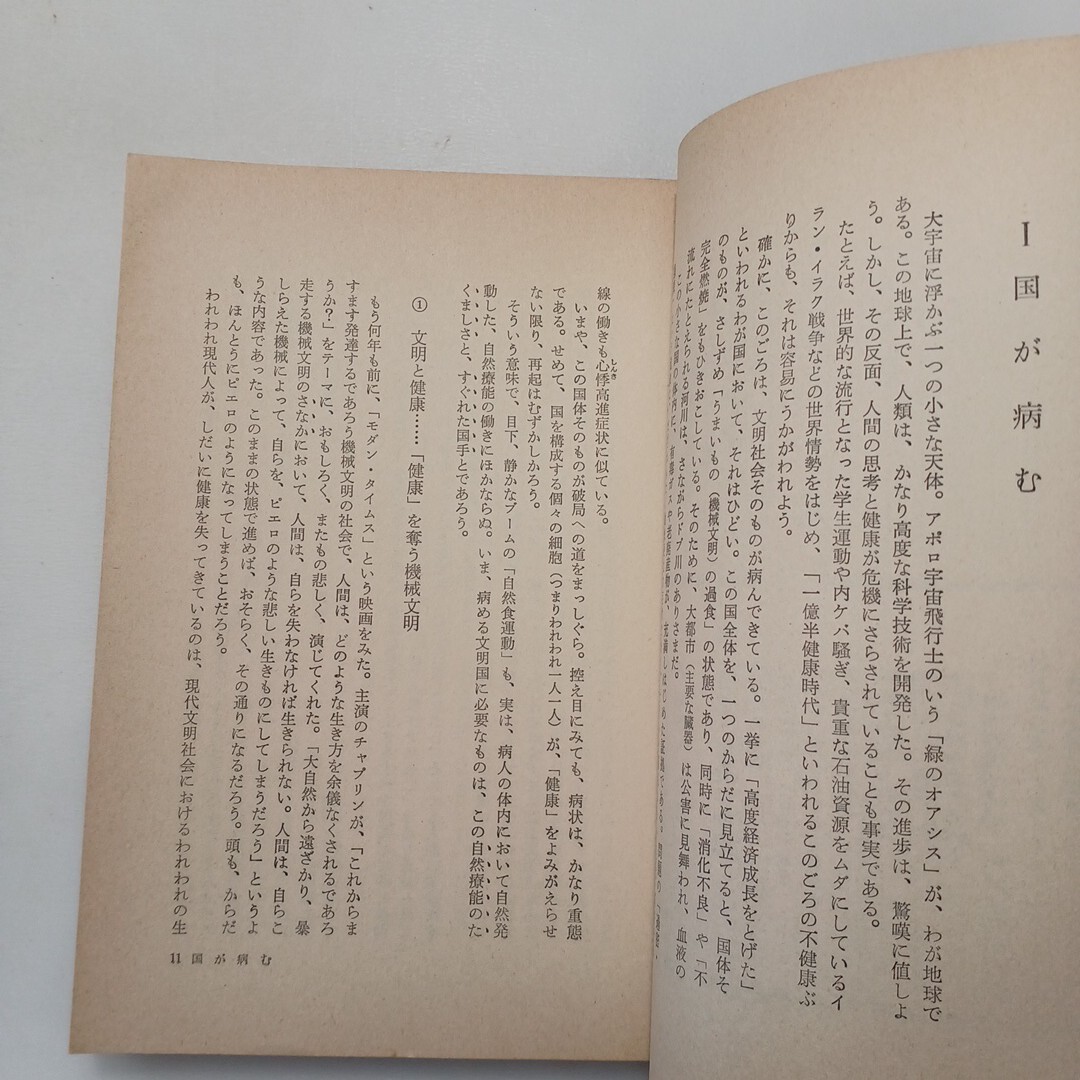 I 国が病む
大宇宙に浮かぶ一つの小さな天体。アポロ宇宙飛行士のいう「緑のオアシス」が、わが地球で
ある。この地球上で、人類は、かなり高度な科学技術を開発した。その進歩は、驚嘆に値しよ
う。しかし、その反面、人間の思考と健康が危機にさらされていることも事実である。
たとえば、世界的な流行となった学生運動や内ゲバ騒ぎ、貴重な石油資源をムダにしているイ
ラン・イラク戦争などの世界情勢をはじめ、「一億半健康時代」といわれるこのごろの不健康ぶ
りからも、それは容易にうかがわれよう。
確かに、このごろは、文明社会そのものが病んできている。一挙に「高度経済成長をとげた」
といわれるわが国において、それはひどい。この国全体を、一つのからだに見立てると、国体そ
のものが、さしずめ「うまいもの（機械文明）の過食」の状態であり、同時に「消化不良」や「不
完全燃焼」をもひきおこしている。そのために、大都市（主要な臓器）は公害に見舞われ、血液の
流れにたとえられる河川は、さながらドブ川のありさまだ。
この小さな国の体内に、有毒ガスや老廃産物が、充満しはじめた証拠である。
線の働きも心悸高進症状に似ている。
しんき
いまや、この国体そのものが破局への道をまっしぐら。控え目にみても、病状は、かなり重態
である。せめて、国を構成する個々の細胞（つまりわれわれ一人一人）が、「健康」をよみがえらせ
ない限り、再起はむずかしかろう。
そういう意味で、目下、静かなブームの「自然食運動」も、実は、病人の体内において自然発
動した、自然療能の働きにほかならぬ。いま、病める文明国に必要なものは、この自然療能のた
くましさと、すぐれた国手とであろう。
① 文明と健康……「健康」を奪う機械文明
もう何年も前に、「モダン・タイムス」という映画をみた。主演のチャプリンが、「これからま
すます発達するであろう機械文明の社会で、人間は、どのような生き方を余儀なくされるであろ
うか？」をテーマに、おもしろく、またもの悲しく、演じてくれた。「大自然から遠ざかり、暴
走する機械文明のさなかにおいて、人間は、自らを失わなければ生きられない。人間は、自らこ
しらえた機械によって、自らを、ピエロのような悲しい生きものにしてしまうだろう」というよ
うな内容であった。このままの状態で進めば、おそらく、その通りになるだろう。頭も、からだ
も、ほんとうにピエロのようになってしまうことだろう。
われわれ現代人が、しだいに健康を失ってきているのは、現代文明社会におけるわれわれの生
11 国が病む